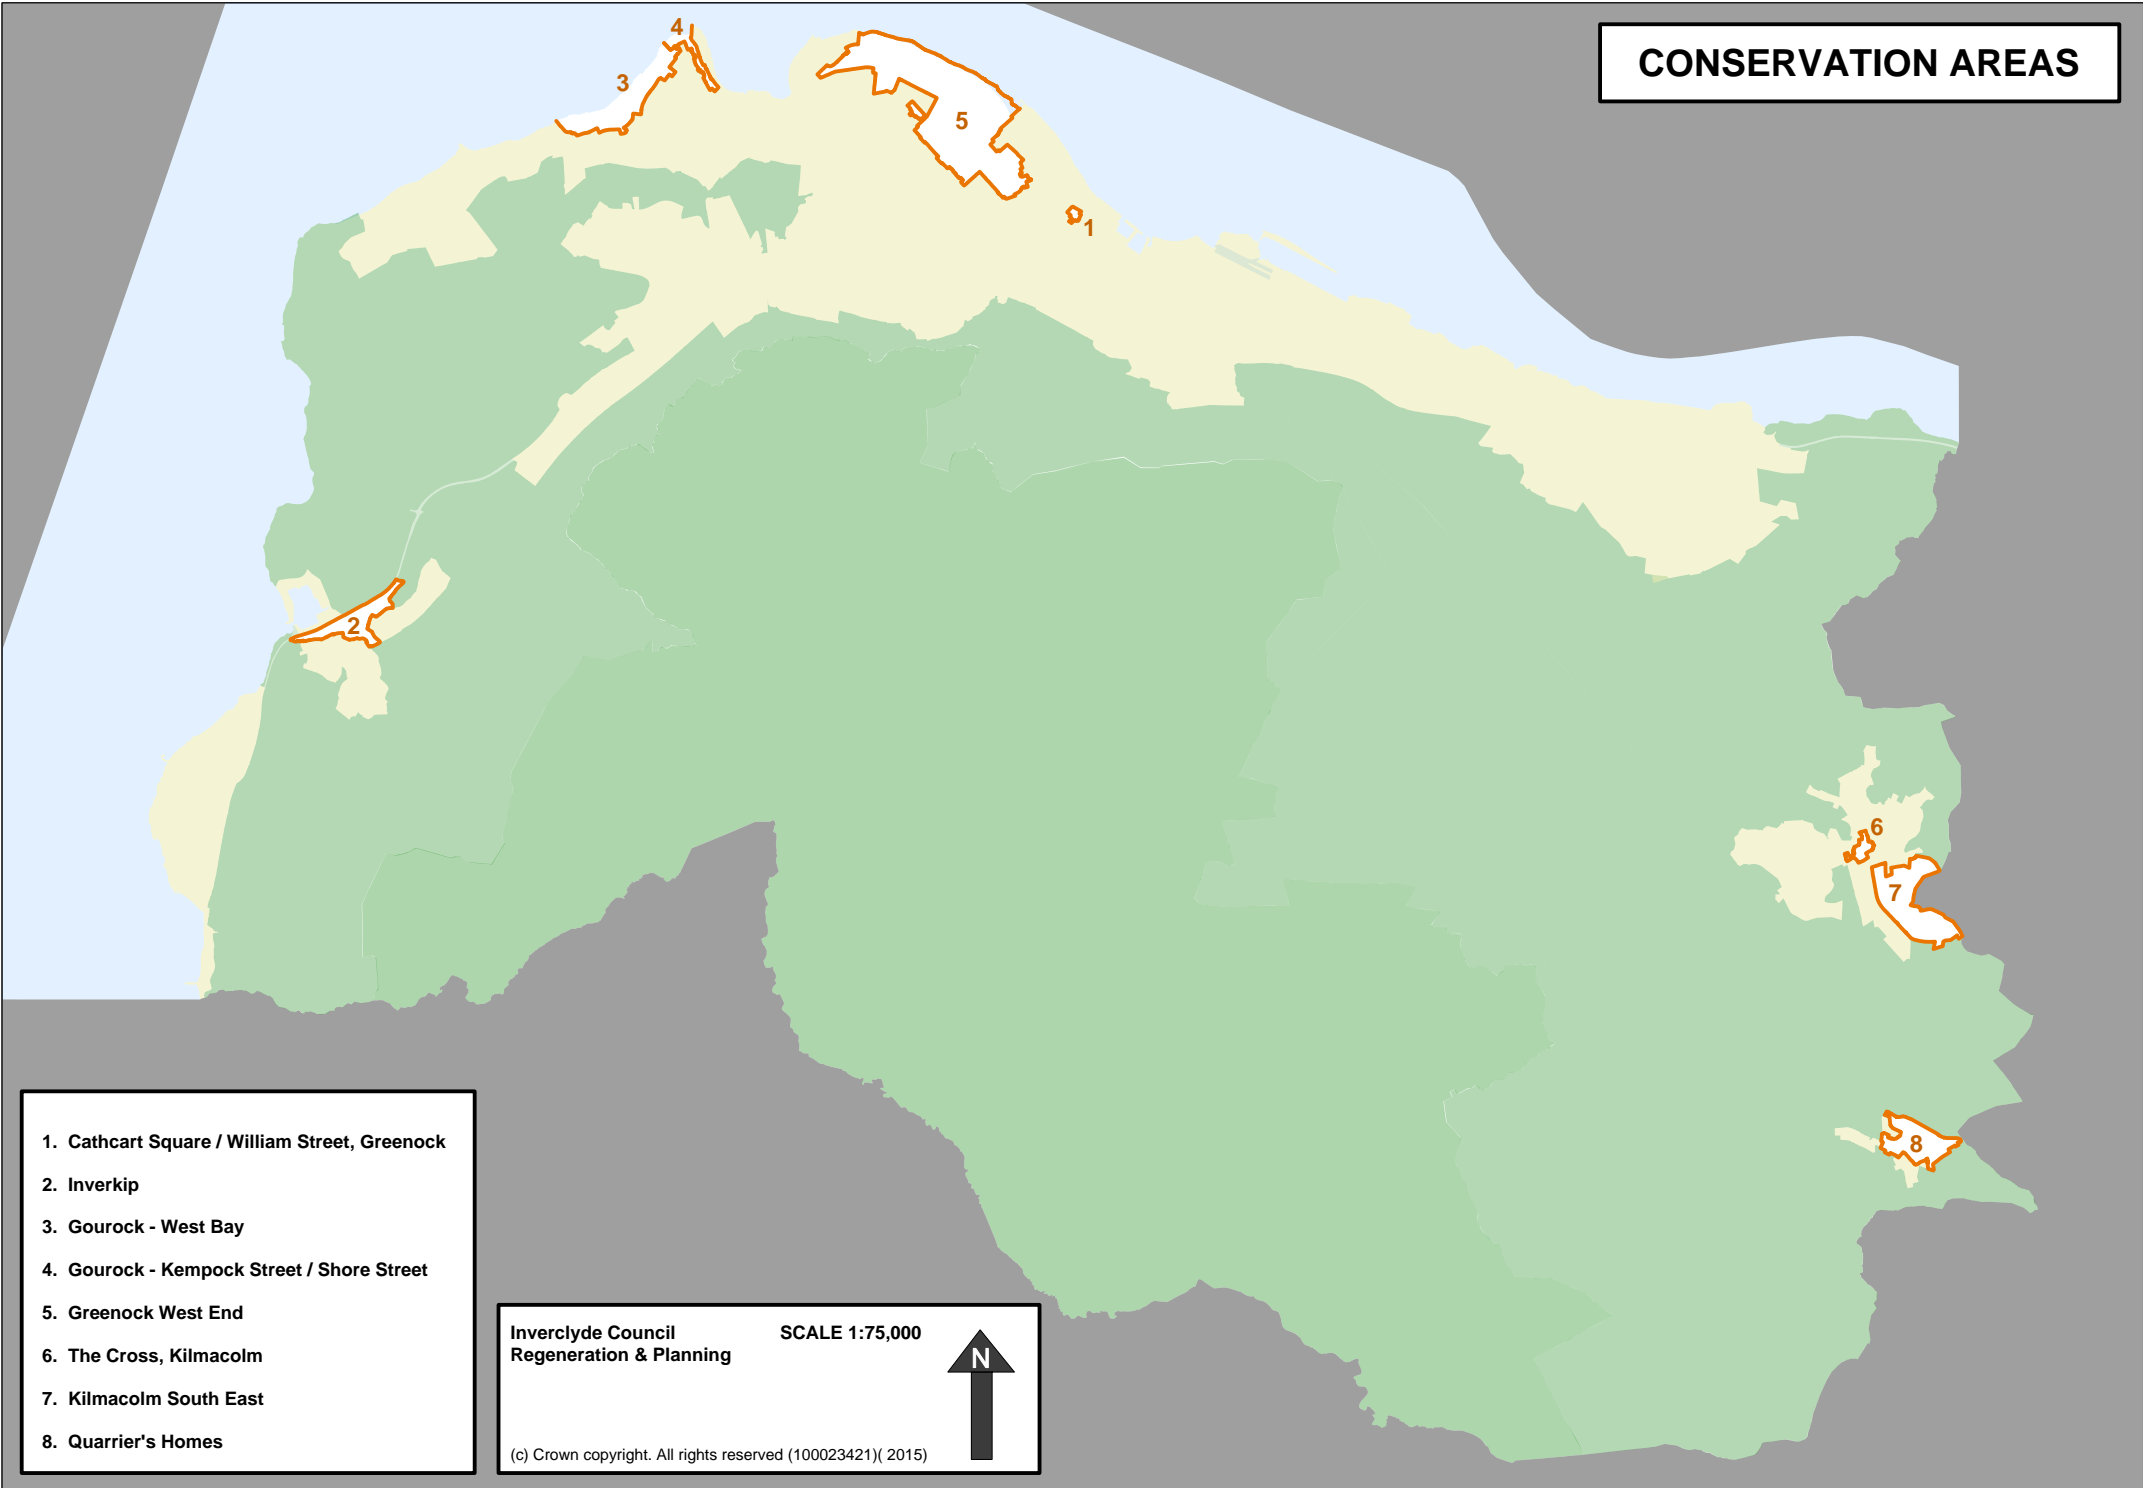 CONSERVATION AREAS
4
3
5
1
2
6
7
8
1. Cathcart Square / William Street, Greenock
2. Inverkip
3. Gourock - West Bay
4. Gourock - Kempock Street / Shore Street
5. Greenock West End
6. The Cross, Kilmacolm
7. Kilmacolm South East
8. Quarrier's Homes
Inverclyde Council SCALE 1:75,000
Regeneration & Planning
N
(c) Crown copyright. All rights reserved (100023421)( 2015)